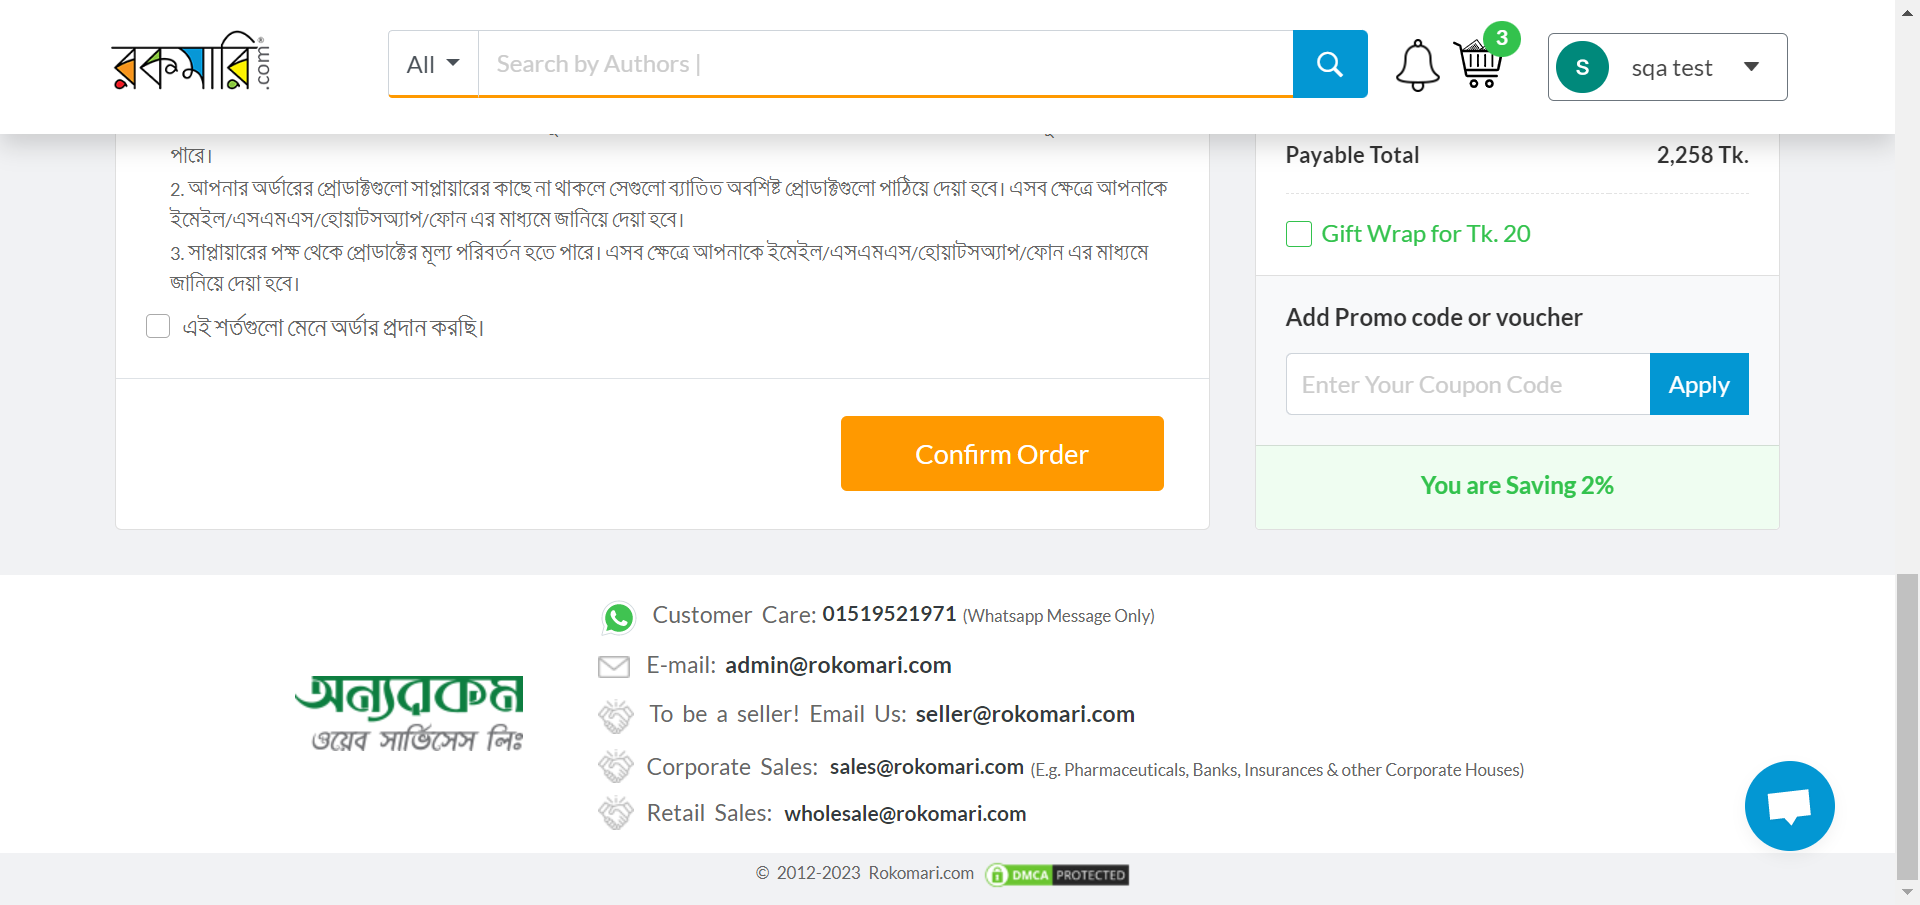 রকমারি
.com
All
Search by Authors |
3
S
sqa test
পারে।
2. আপনার অর্ডারের প্রোডাক্টগুলো সাপ্লায়ারের কাছে না থাকলে সেগুলো ব্যাতিত অবশিষ্ট প্রোডাক্টগুলো পাঠিয়ে দেয়া হবে। এসব ক্ষেত্রে আপনাকে
ইমেইল/এসএমএস/হোয়াটসঅ্যাপ/ফোন এর মাধ্যমে জানিয়ে দেয়া হবে।
3. সাপ্লায়ারের পক্ষ থেকে প্রোডাক্টের মূল্য পরিবর্তন হতে পারে। এসব ক্ষেত্রে আপনাকে ইমেইল/এসএমএস/হোয়াটসঅ্যাপ/ফোন এর মাধ্যমে
জানিয়ে দেয়া হবে।
এই শর্তগুলো মেনে অর্ডার প্রদান করছি।
Confirm Order
Payable Total 2,258 Tk.
Gift Wrap for Tk. 20
Add Promo code or voucher
Enter Your Coupon Code
Apply
You are Saving 2%
অন্যরকম
ওয়েব সার্ভিসেস লিঃ
Customer Care: 01519521971 (Whatsapp Message Only)
E-mail: admin@rokomari.com
To be a seller! Email Us: seller@rokomari.com
Corporate Sales: sales@rokomari.com (E.g. Pharmaceuticals, Banks, Insurances & other Corporate Houses)
Retail Sales: wholesale@rokomari.com
© 2012-2023 Rokomari.com DMCA PROTECTED